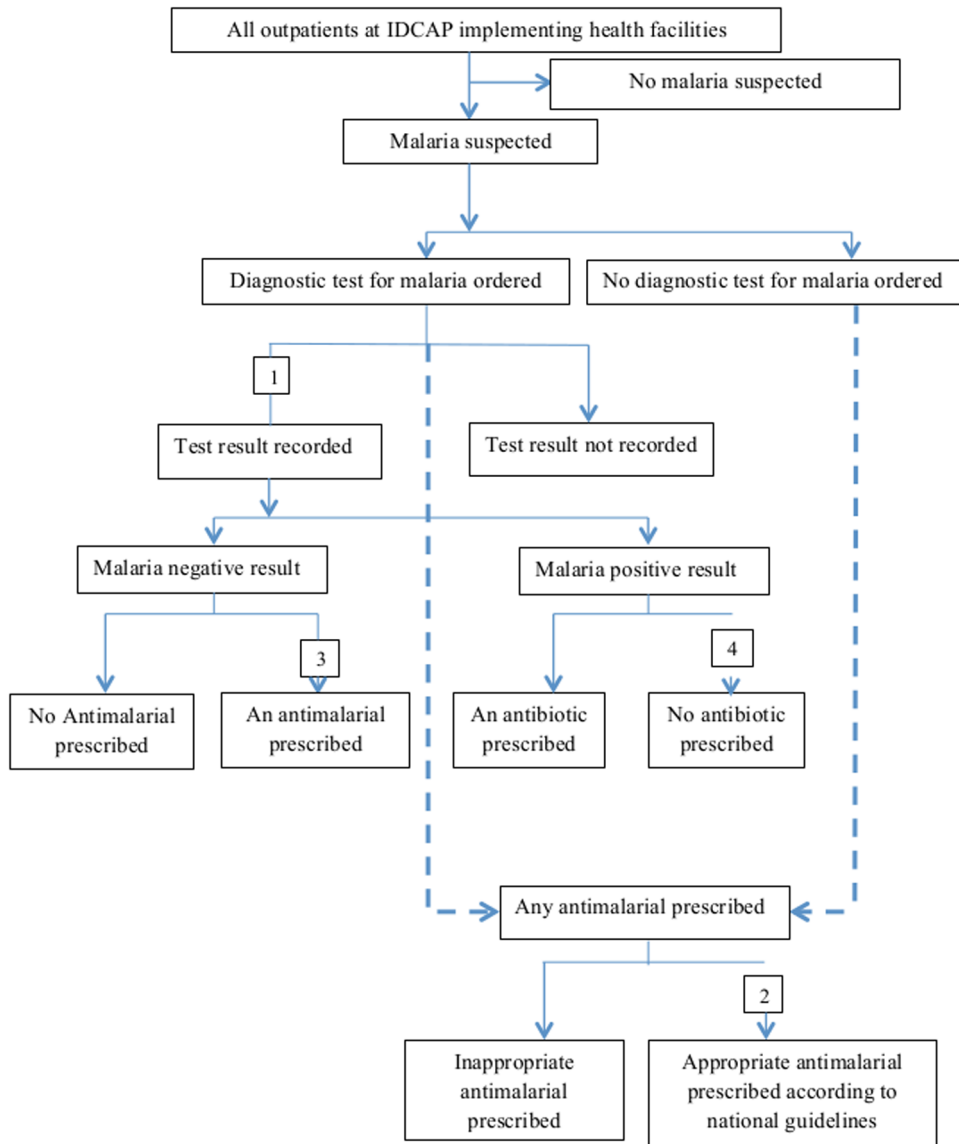 All outpatients at IDCAP implementing health facilities
No malaria suspected
Malaria suspected
Diagnostic test for malaria ordered
No diagnostic test for malaria ordered
1
Test result recorded
Test result not recorded
Malaria negative result
Malaria positive result
3
4
No Antimalarial
prescribed
An antimalarial
prescribed
An antibiotic
prescribed
No antibiotic
prescribed
Any antimalarial prescribed
2
Inappropriate
antimalarial
prescribed
Appropriate antimalarial
prescribed according to
national guidelines